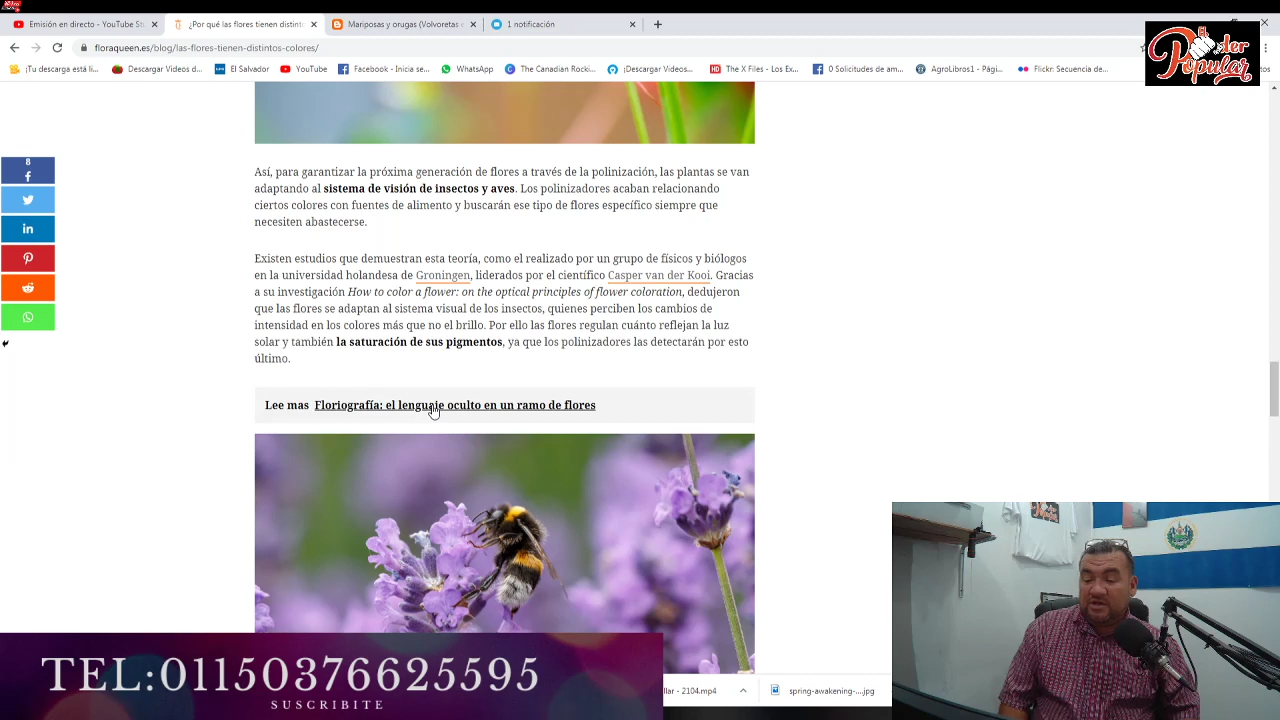 Emisión en directo - YouTube St
¿Por qué las flores tienen distinto
Mariposas y orugas (Volvoretas e
1 notificación
floraqueen.es/blog/las-flores-tienen-distintos-colores/
¡Tu descarga está li...
Descargar Videos d...
El Salvador
YouTube
Facebook - Inicia se...
WhatsApp
The Canadian Rocki...
¡Descargar Videos...
The X Files - Los Ex...
0 Solicitudes de am...
AgroLibros1 - Pági...
Flickr: Secuencia de...
El Poder
Popular
8
Así, para garantizar la próxima generación de flores a través de la polinización, las plantas se van
adaptando al sistema de visión de insectos y aves. Los polinizadores acaban relacionando
ciertos colores con fuentes de alimento y buscarán ese tipo de flores específico siempre que
necesiten abastecerse.
Existen estudios que demuestran esta teoría, como el realizado por un grupo de físicos y biólogos
en la universidad holandesa de Groningen, liderados por el científico Casper van der Kooi. Gracias
a su investigación How to color a flower: on the optical principles of flower coloration, dedujeron
que las flores se adaptan al sistema visual de los insectos, quienes perciben los cambios de
intensidad en los colores más que no el brillo. Por ello las flores regulan cuánto reflejan la luz
solar y también la saturación de sus pigmentos, ya que los polinizadores las detectarán por esto
último.
Lee mas Floriografía: el lenguaje oculto en un ramo de flores
TEL:01150376625595
SUSCRIBITE
llar - 2104.mp4
spring-awakening-....jpg